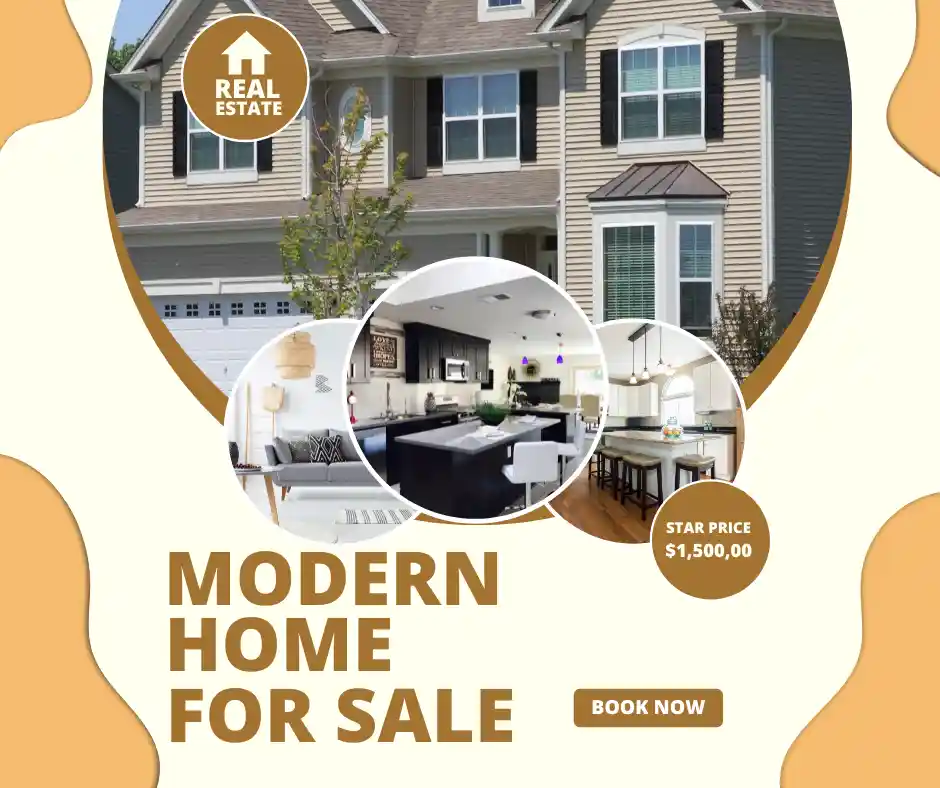 REAL
ESTATE
STAR PRICE
$1,500,00
MODERN
HOME
FOR SALE
BOOK NOW